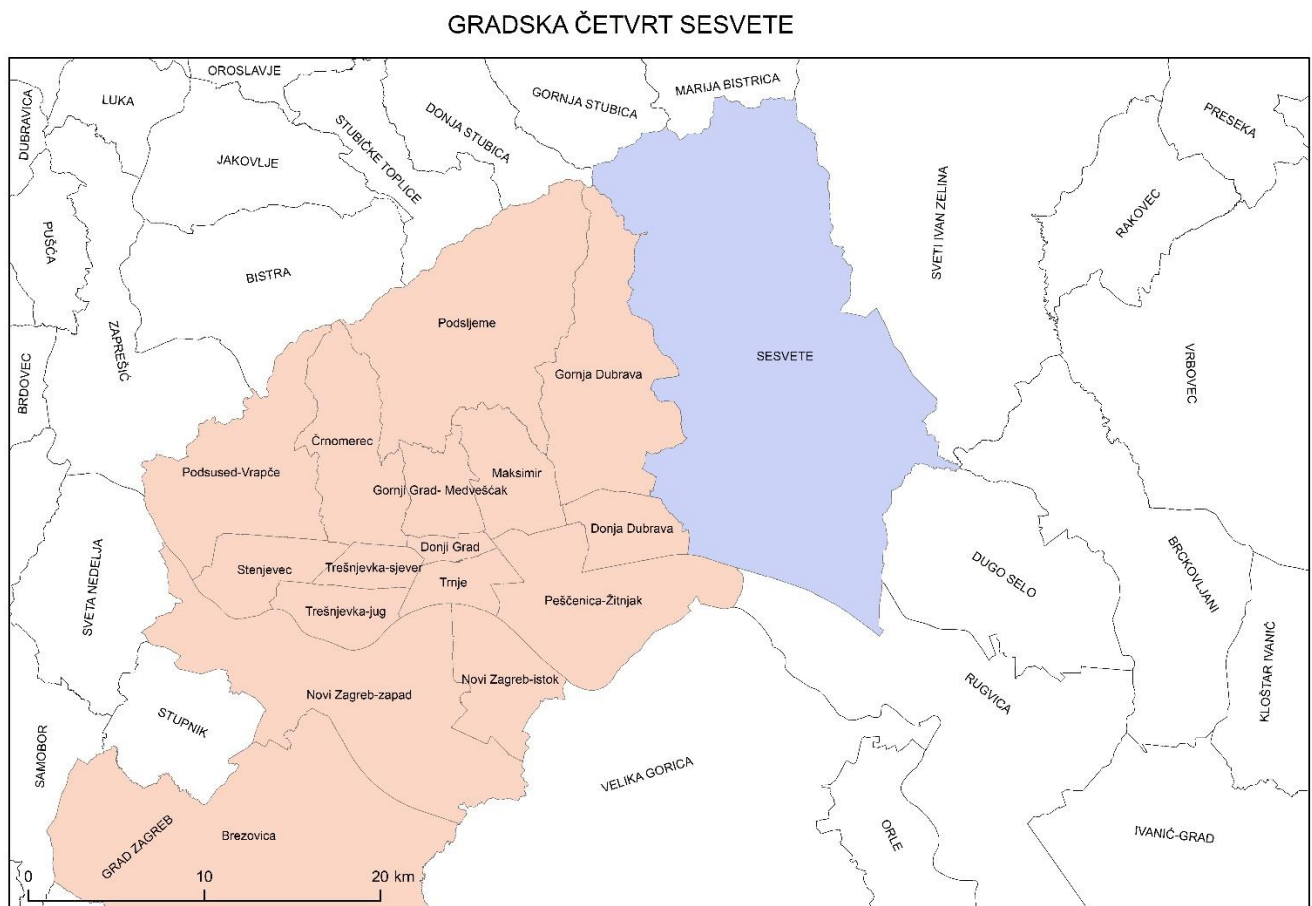 GRADSKA ČETVRT SESVETE
OROSLAVJE
LUKA
DUBRAVICA
GORNJA STUBICA
MARIJA BISTRICA
DONJA STUBICA
STUBIČKE TOPLICE
JAKOVLJE
PRESEKA
RAKOVEC
SVETI IVAN ZELINA
PUŠĆA
BISTRA
ZAPREŠIĆ
BRDOVEC
Podsljeme
SESVETE
VRBOVEC
Gornja Dubrava
Črnomerec
Podsused-Vrapče
Maksimir
Gornji Grad- Medvešćak
Donja Dubrava
Donji Grad
Stenjevec
Trešnjevka-sjever
Trnje
Trešnjevka-jug
Peščenica-Žitnjak
DUGO SELO
BRCKOVLJANI
SVETA NEDELJA
KLOŠTAR IVANIĆ
Novi Zagreb-istok
Novi Zagreb-zapad
RUGVICA
STUPNIK
SAMOBOR
VELIKA GORICA
ORLE
IVANIĆ-GRAD
Brezovica
GRAD ZAGREB
0 10 20 km